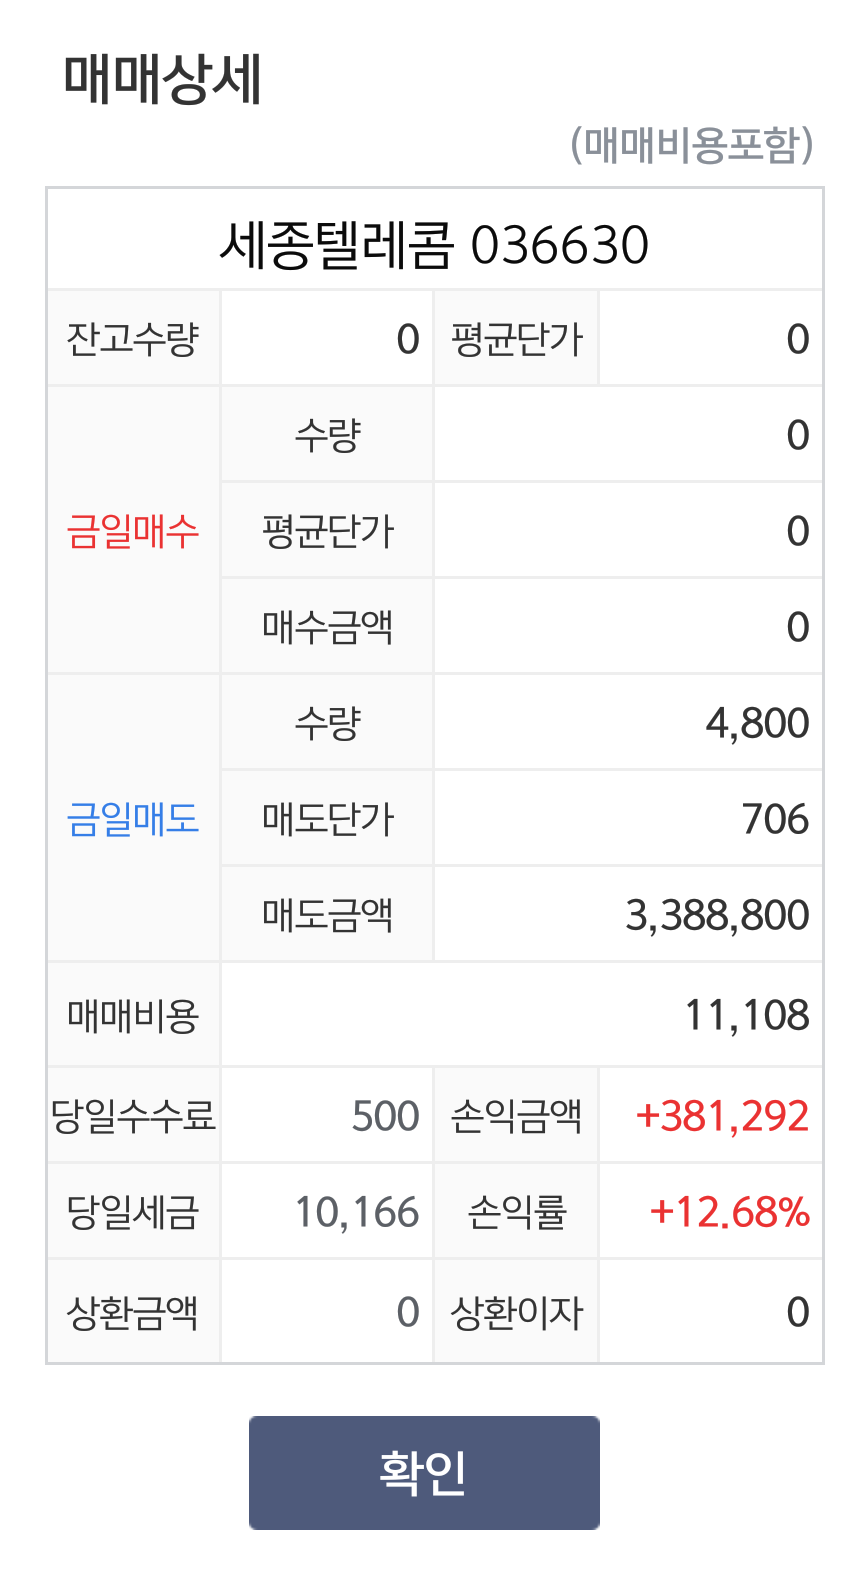 매매상세
(매매비용포함)
세종텔레콤 036630
잔고수량 0 평균단가 0
금일매수
수량 0
평균단가 0
매수금액 0
금일매도
수량 4,800
매도단가 706
매도금액 3,388,800
매매비용 11,108
당일수수료 500 손익금액 +381,292
당일세금 10,166 손익률 +12.68%
상환금액 0 상환이자 0
확인